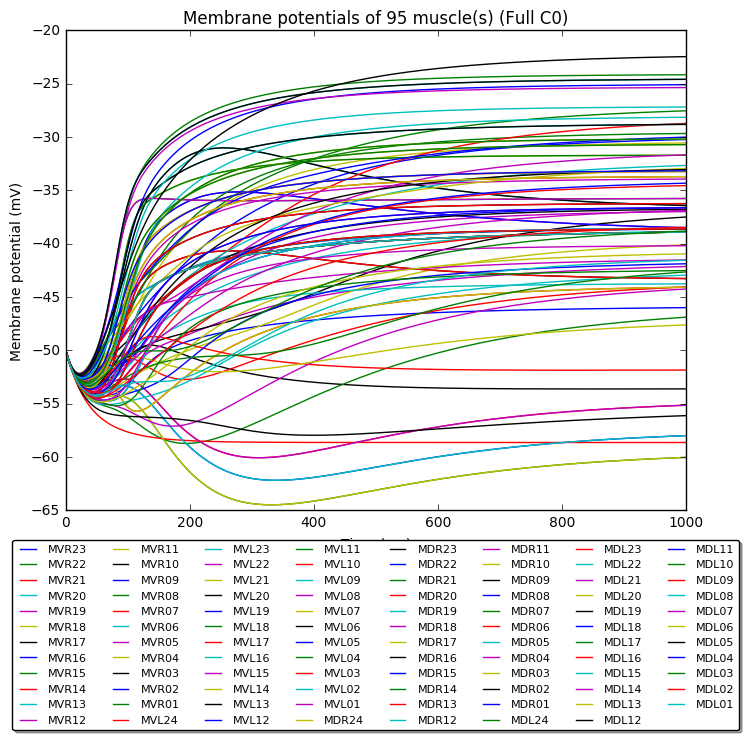 Membrane potentials of 95 muscle(s) (Full C0)
Membrane potential (mV)
−20
−25
−30
−35
−40
−45
−50
−55
−60
−65
0 200 400 600 800 1000
MVR23 MVR11 MVL23 MVL11 MDR23 MDR11 MDL23 MDL11
MVR22 MVR10 MVL22 MVL10 MDR22 MDR10 MDL22 MDL10
MVR21 MVR09 MVL21 MVL09 MDR21 MDR09 MDL21 MDL09
MVR20 MVR08 MVL20 MVL08 MDR20 MDR08 MDL20 MDL08
MVR19 MVR07 MVL19 MVL07 MDR19 MDR07 MDL19 MDL07
MVR18 MVR06 MVL18 MVL06 MDR18 MDR06 MDL18 MDL06
MVR17 MVR05 MVL17 MVL05 MDR17 MDR05 MDL17 MDL05
MVR16 MVR04 MVL16 MVL04 MDR16 MDR04 MDL16 MDL04
MVR15 MVR03 MVL15 MVL03 MDR15 MDR03 MDL15 MDL03
MVR14 MVR02 MVL14 MVL02 MDR14 MDR02 MDL14 MDL02
MVR13 MVR01 MVL13 MVL01 MDR13 MDR01 MDL13 MDL01
MVR12 MVL24 MVL12 MDR24 MDR12 MDL24 MDL12